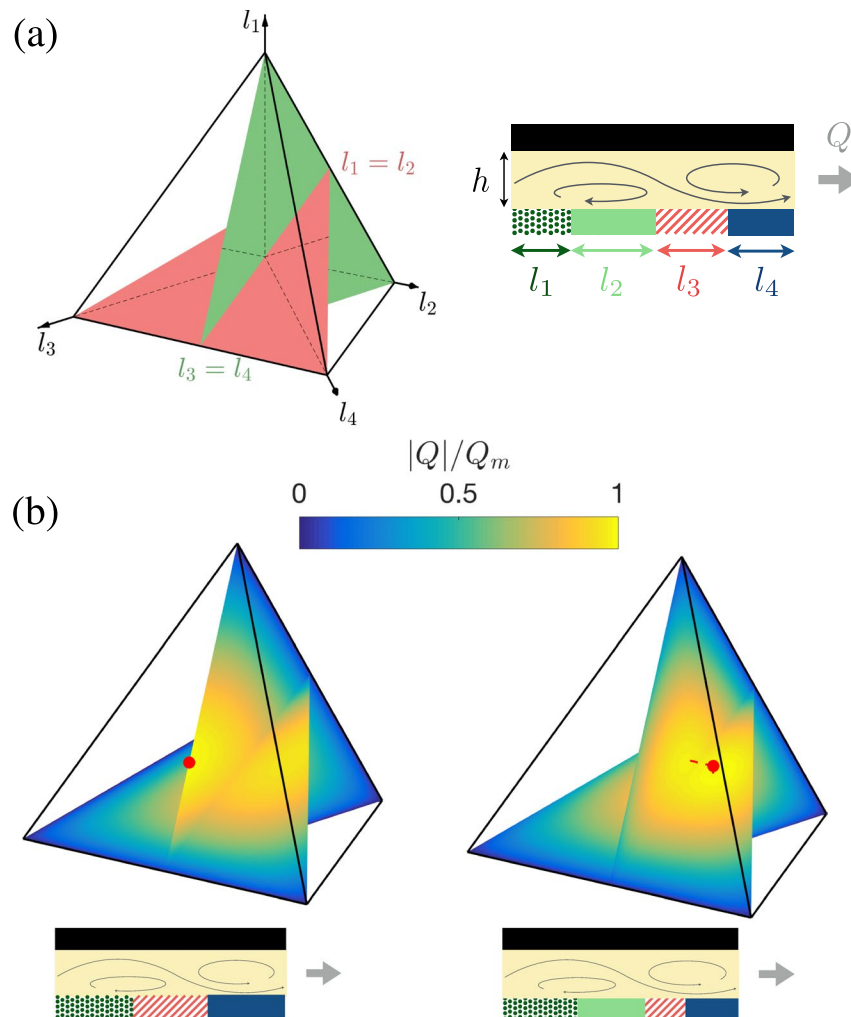 (a)
l₁
l₁ = l₂
l₂
l₃
l₃ = l₄
l₄
Q
h
l₁ l₂ l₃ l₄
|Q|/Qₘ
0 0.5 1
(b)